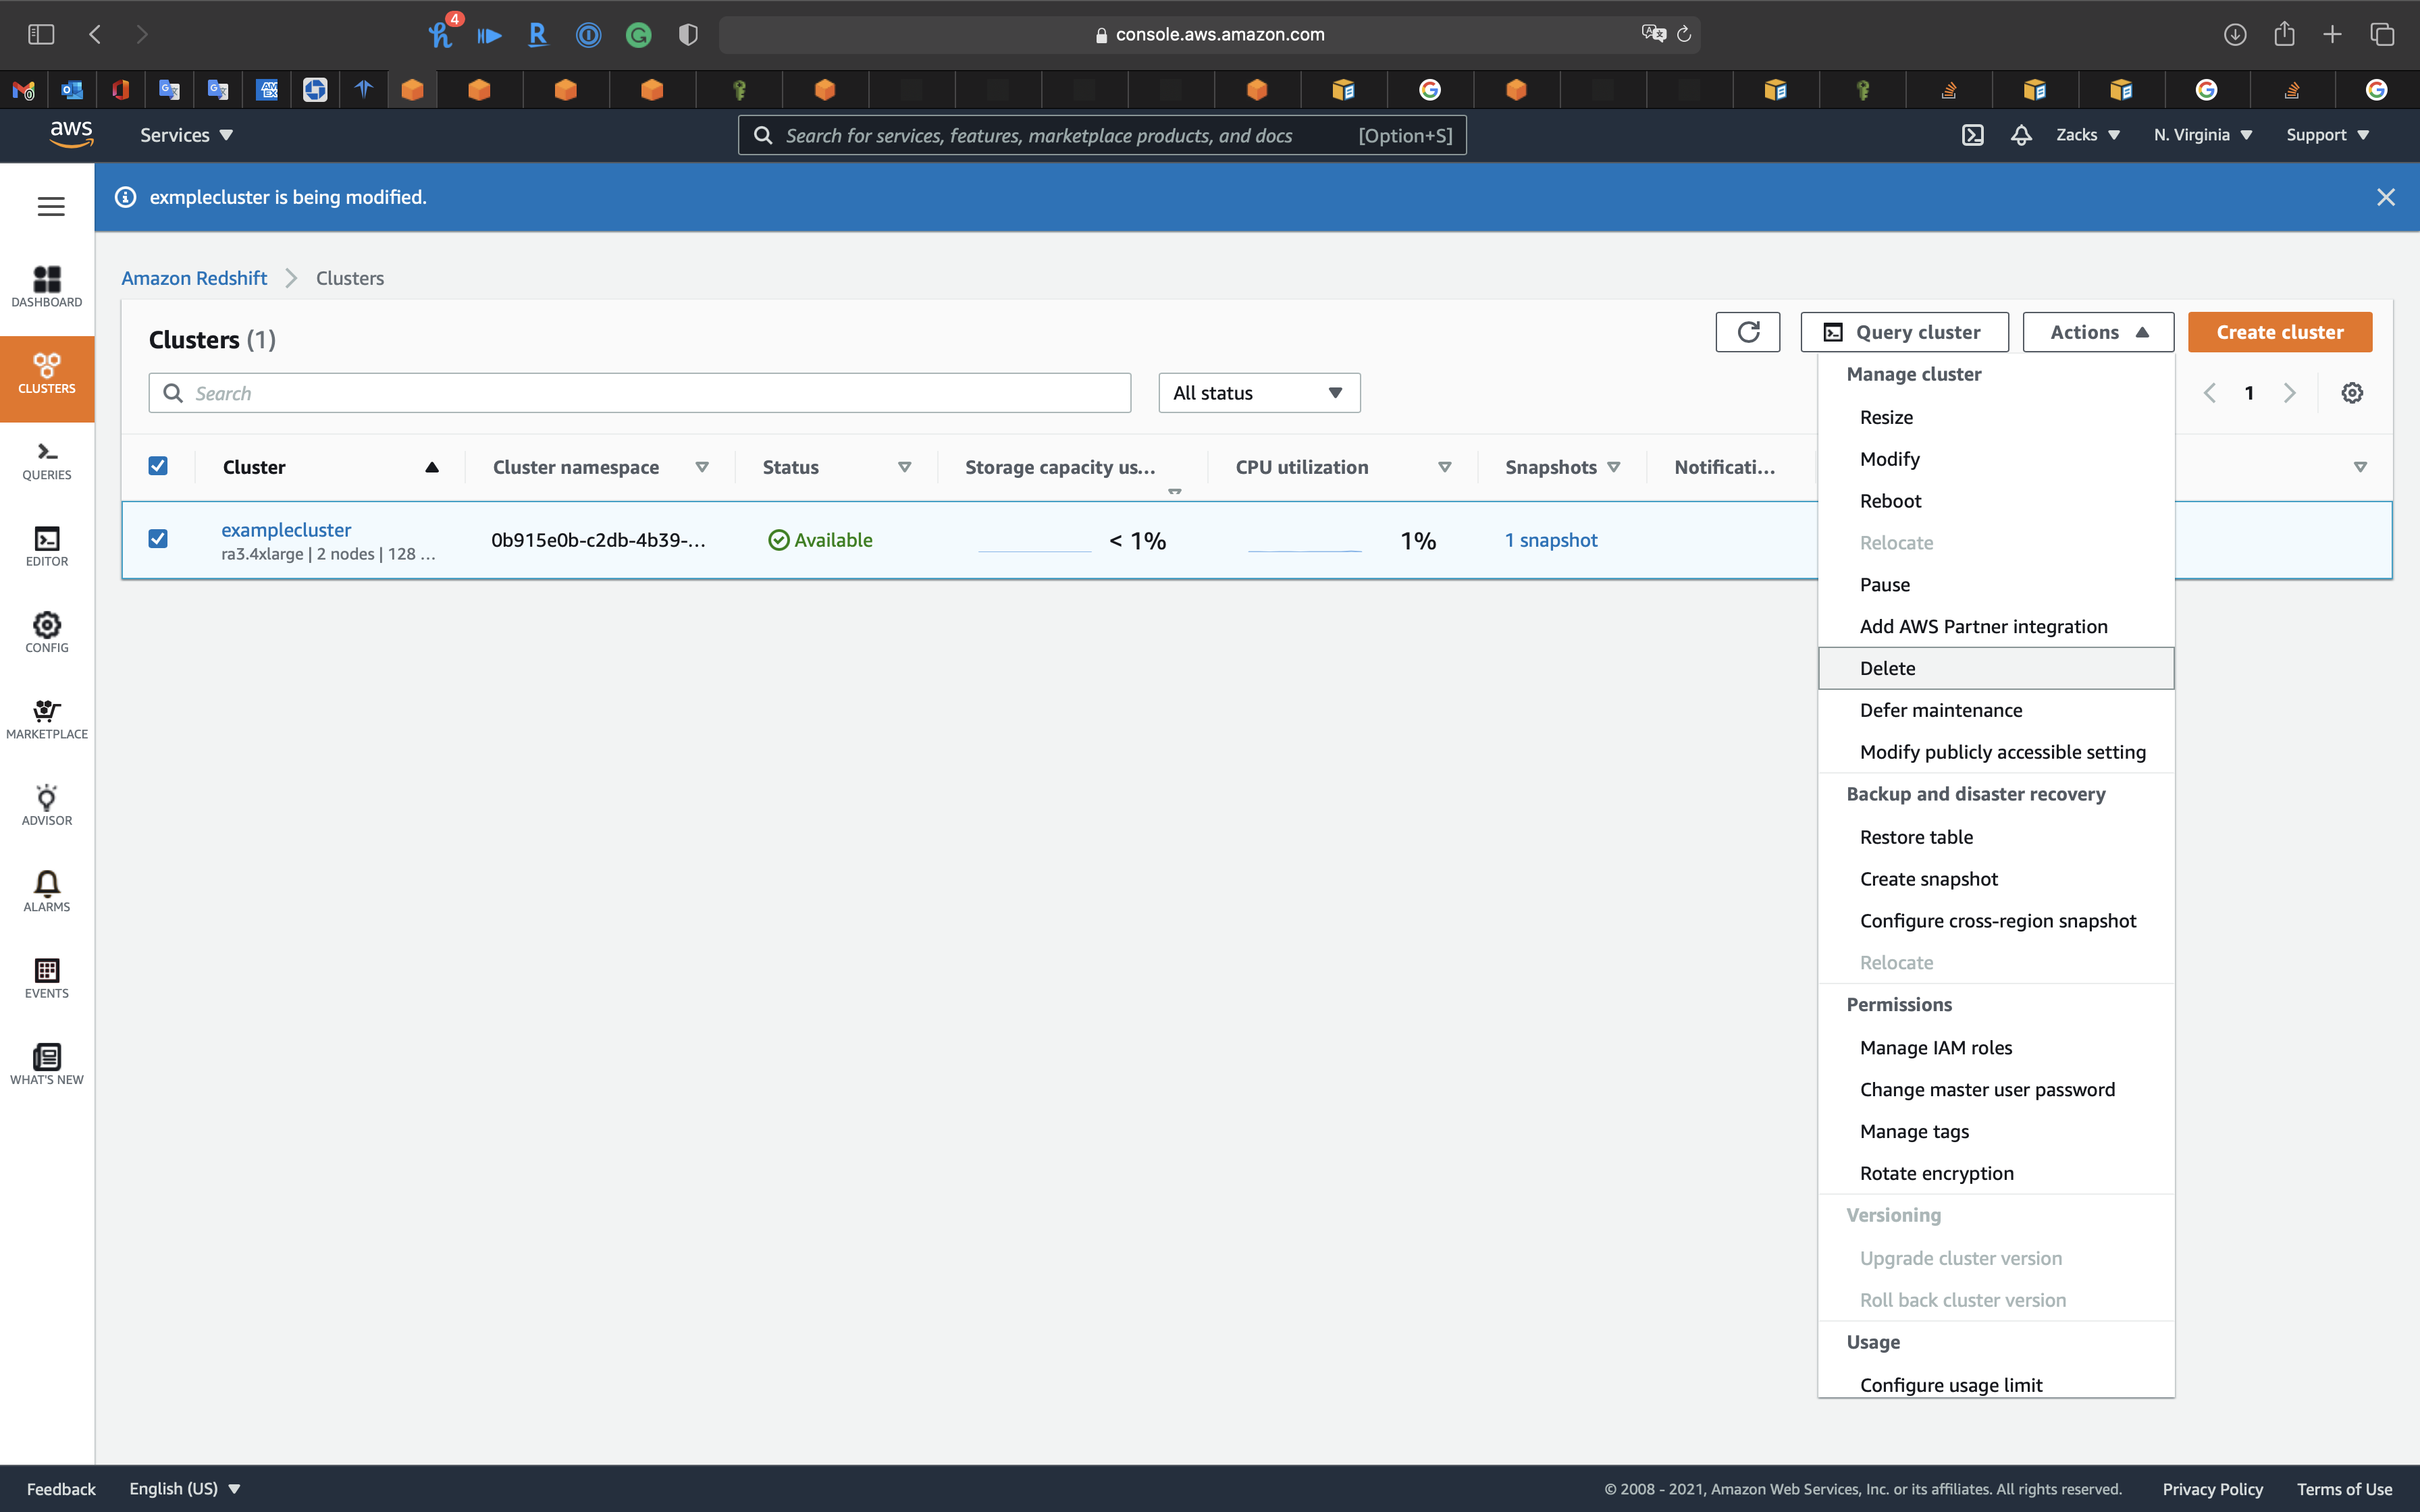 4
console.aws.amazon.com
aws
Services
Search for services, features, marketplace products, and docs
[Option+S]
Zacks
N. Virginia
Support
exmplecluster is being modified.
DASHBOARD
CLUSTERS
QUERIES
EDITOR
CONFIG
MARKETPLACE
ADVISOR
ALARMS
EVENTS
WHAT'S NEW
Amazon Redshift
Clusters
Clusters (1)
Query cluster
Actions
Create cluster
Search
All status
1
Cluster
Cluster namespace
Status
Storage capacity us...
CPU utilization
Snapshots
Notificati...
examplecluster
ra3.4xlarge | 2 nodes | 128 ...
0b915e0b-c2db-4b39-...
Available
< 1%
1%
1 snapshot
Manage cluster
Resize
Modify
Reboot
Relocate
Pause
Add AWS Partner integration
Delete
Defer maintenance
Modify publicly accessible setting
Backup and disaster recovery
Restore table
Create snapshot
Configure cross-region snapshot
Relocate
Permissions
Manage IAM roles
Change master user password
Manage tags
Rotate encryption
Versioning
Upgrade cluster version
Roll back cluster version
Usage
Configure usage limit
Feedback
English (US)
© 2008 - 2021, Amazon Web Services, Inc. or its affiliates. All rights reserved.
Privacy Policy
Terms of Use